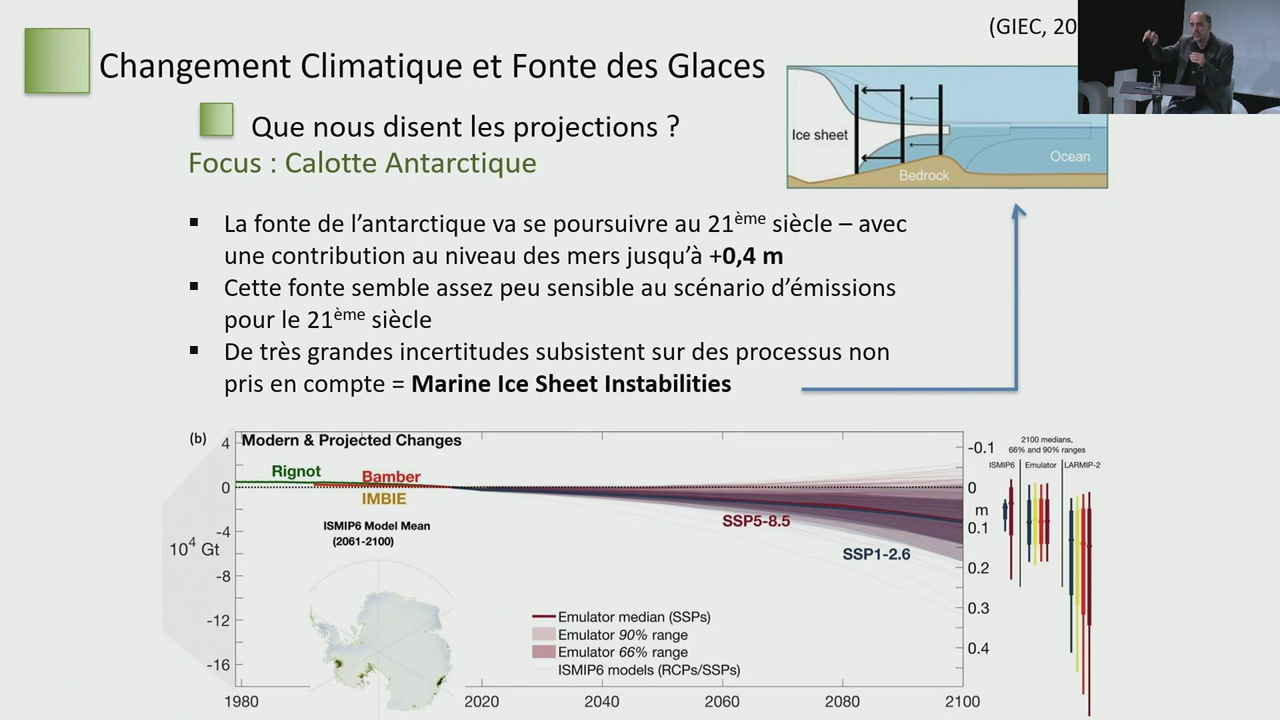 (GIEC, 20
Changement Climatique et Fonte des Glaces
Que nous disent les projections ?
Focus : Calotte Antarctique
Ice sheet
Ocean
Bedrock
▪ La fonte de l’antarctique va se poursuivre au 21ème siècle – avec
une contribution au niveau des mers jusqu’à +0,4 m
▪ Cette fonte semble assez peu sensible au scénario d’émissions
pour le 21ème siècle
▪ De très grandes incertitudes subsistent sur des processus non
pris en compte = Marine Ice Sheet Instabilities
(b)
Modern & Projected Changes
Rignot
Bamber
IMBIE
ISMIP6 Model Mean
(2061-2100)
10⁴ Gt
4
0
-4
-8
-12
-16
SSP5-8.5
SSP1-2.6
Emulator median (SSPs)
Emulator 90% range
Emulator 66% range
ISMIP6 models (RCPs/SSPs)
-0.1
0
m
0.1
0.2
0.3
0.4
2100 medians,
66% and 90% ranges
ISMIP6 Emulator LARMIP-2
1980 2020 2040 2060 2080 2100